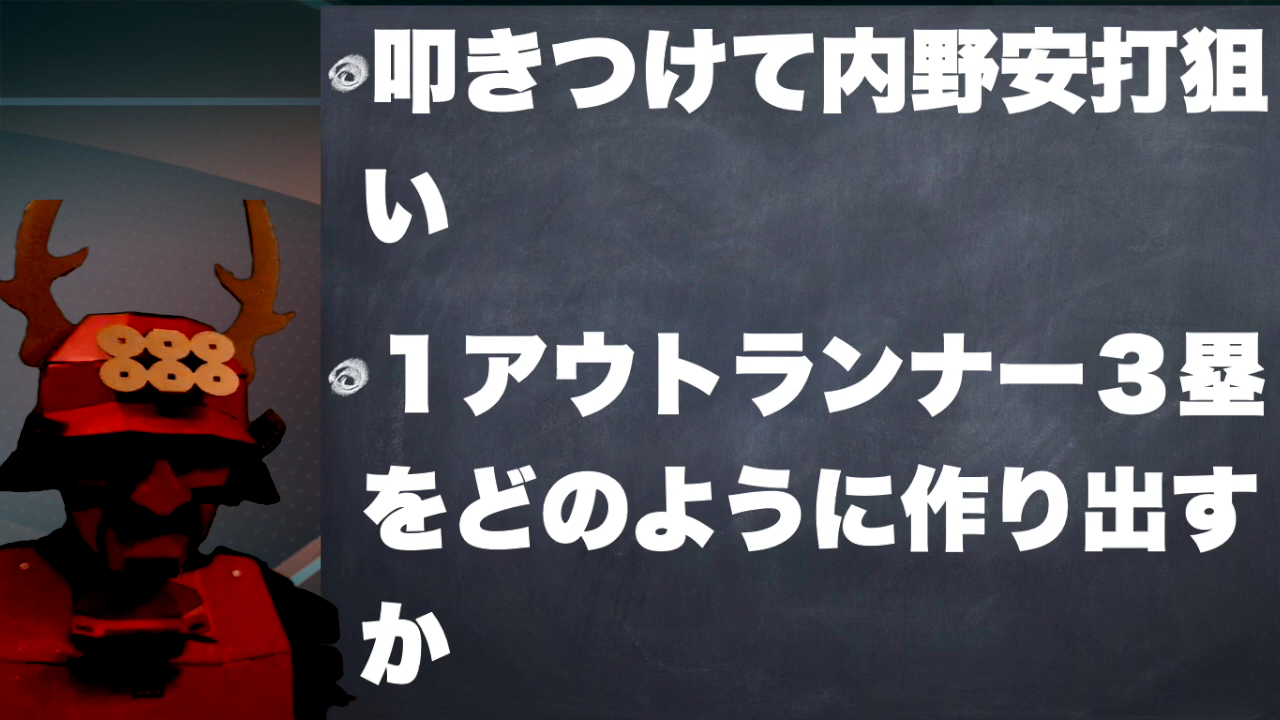 叩きつけて内野安打狙
い
１アウトランナー３塁
をどのように作り出す
か